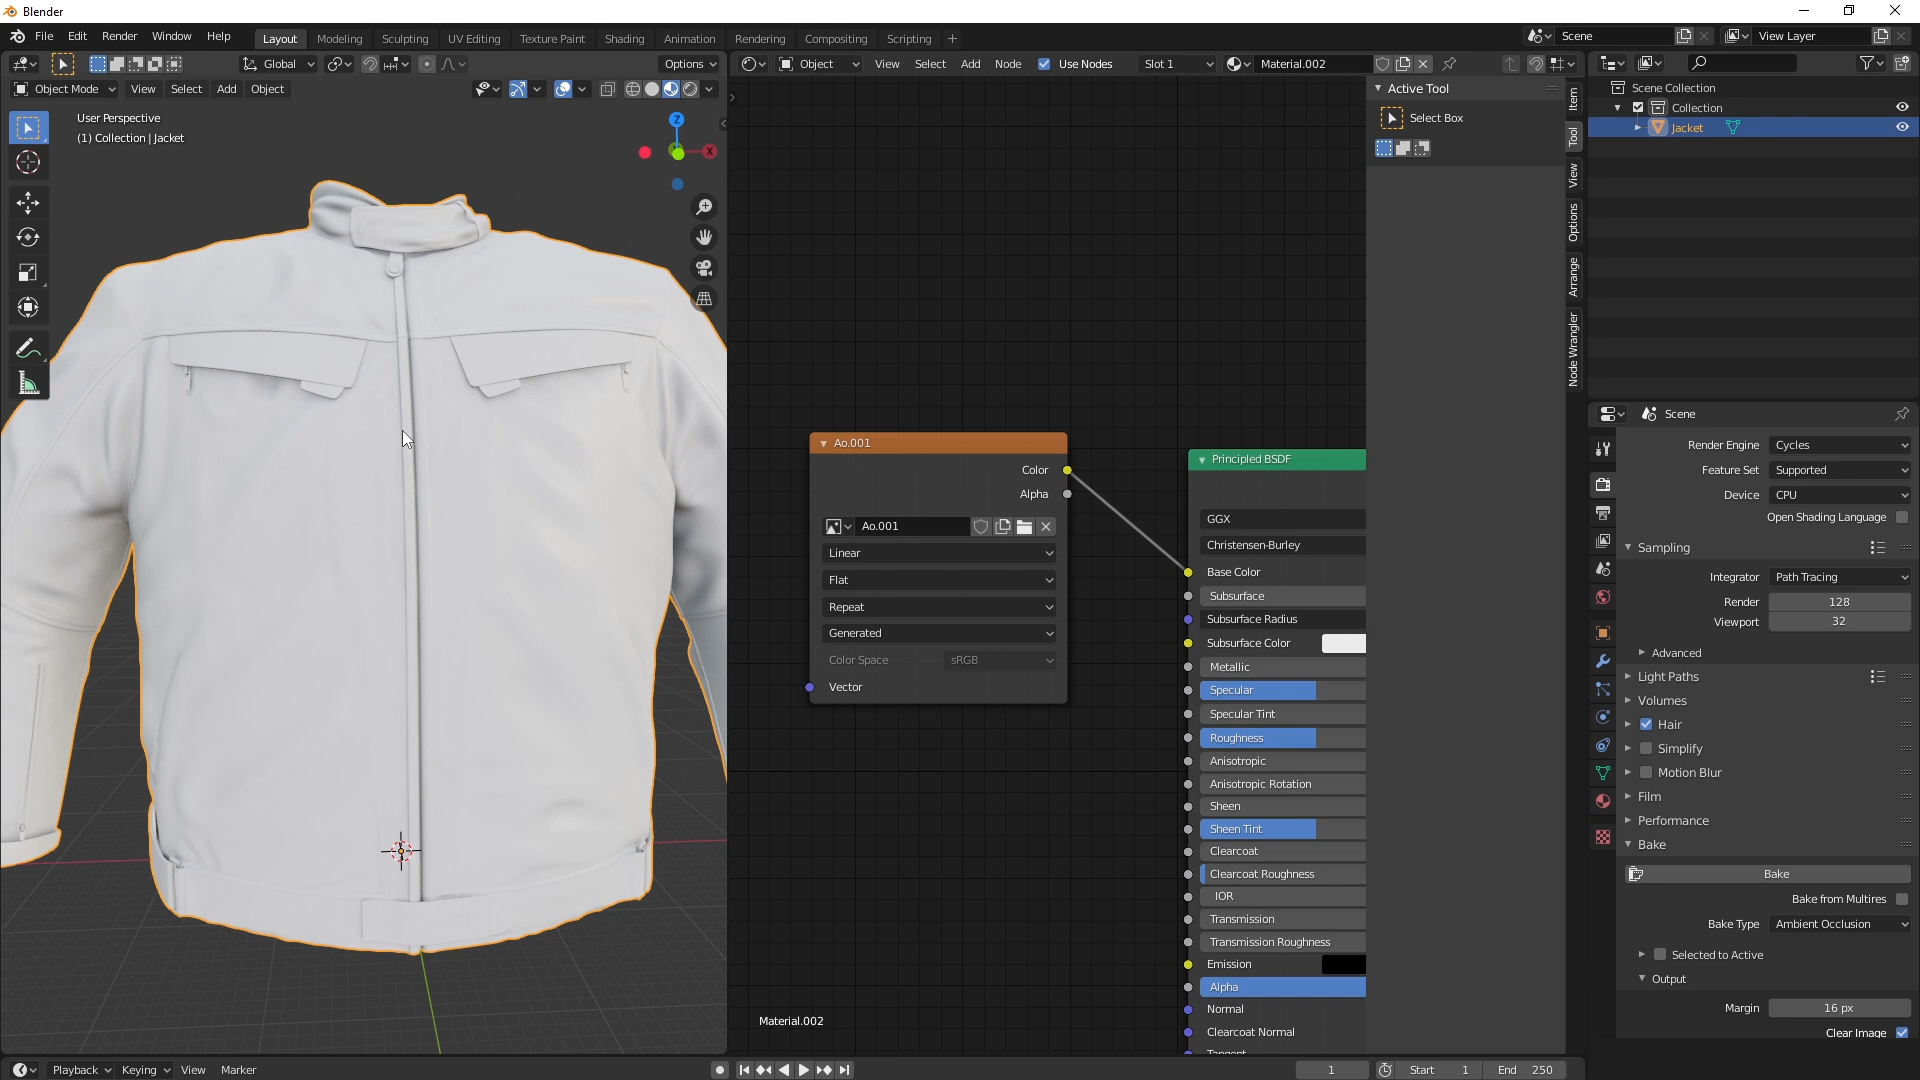 Blender
File Edit Render Window Help
Layout Modeling Sculpting UV Editing Texture Paint Shading Animation Rendering Compositing Scripting +
Scene
View Layer
Global
Options
Object
View Select Add Node Use Nodes
Slot 1
Material.002
Object Mode View Select Add Object
User Perspective
(1) Collection | Jacket
Z
X
Ao.001
Color
Alpha
Ao.001
Linear
Flat
Repeat
Generated
Color Space sRGB
Vector
Principled BSDF
GGX
Christensen-Burley
Base Color
Subsurface
Subsurface Radius
Subsurface Color
Metallic
Specular
Specular Tint
Roughness
Anisotropic
Anisotropic Rotation
Sheen
Sheen Tint
Clearcoat
Clearcoat Roughness
IOR
Transmission
Transmission Roughness
Emission
Alpha
Normal
Clearcoat Normal
Tangent
Material.002
Active Tool
Select Box
Item
Tool
View
Options
Arrange
Node Wrangler
Scene Collection
Collection
Jacket
Scene
Render Engine Cycles
Feature Set Supported
Device CPU
Open Shading Language
Sampling
Integrator Path Tracing
Render 128
Viewport 32
Advanced
Light Paths
Volumes
Hair
Simplify
Motion Blur
Film
Performance
Bake
Bake
Bake from Multires
Bake Type Ambient Occlusion
Selected to Active
Output
Margin 16 px
Clear Image
Playback Keying View Marker
1
Start 1
End 250